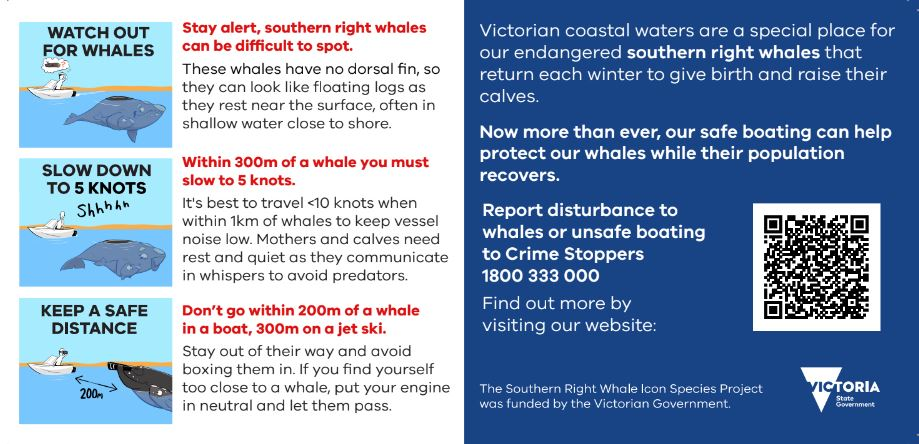 WATCH OUT
FOR WHALES
Stay alert, southern right whales
can be difficult to spot.
These whales have no dorsal fin, so
they can look like floating logs as
they rest near the surface, often in
shallow water close to shore.
SLOW DOWN
TO 5 KNOTS
Shhhhh
Within 300m of a whale you must
slow to 5 knots.
It's best to travel <10 knots when
within 1km of whales to keep vessel
noise low. Mothers and calves need
rest and quiet as they communicate
in whispers to avoid predators.
KEEP A SAFE
DISTANCE
200m
Don't go within 200m of a whale
in a boat, 300m on a jet ski.
Stay out of their way and avoid
boxing them in. If you find yourself
too close to a whale, put your engine
in neutral and let them pass.
Victorian coastal waters are a special place for
our endangered southern right whales that
return each winter to give birth and raise their
calves.
Now more than ever, our safe boating can help
protect our whales while their population
recovers.
Report disturbance to
whales or unsafe boating
to Crime Stoppers
1800 333 000
Find out more by
visiting our website:
The Southern Right Whale Icon Species Project
was funded by the Victorian Government.
VICTORIA
State
Government